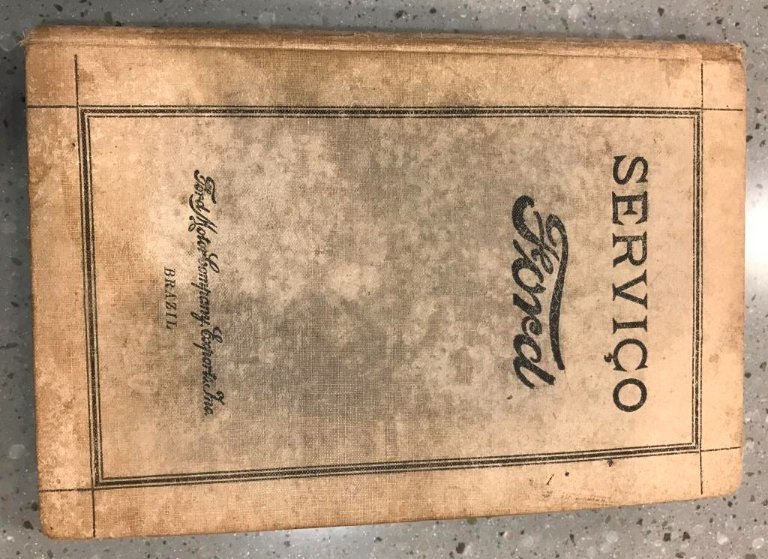 SERVIÇO
Ford
Ford Motor Company, Exports, Inc.
BRAZIL